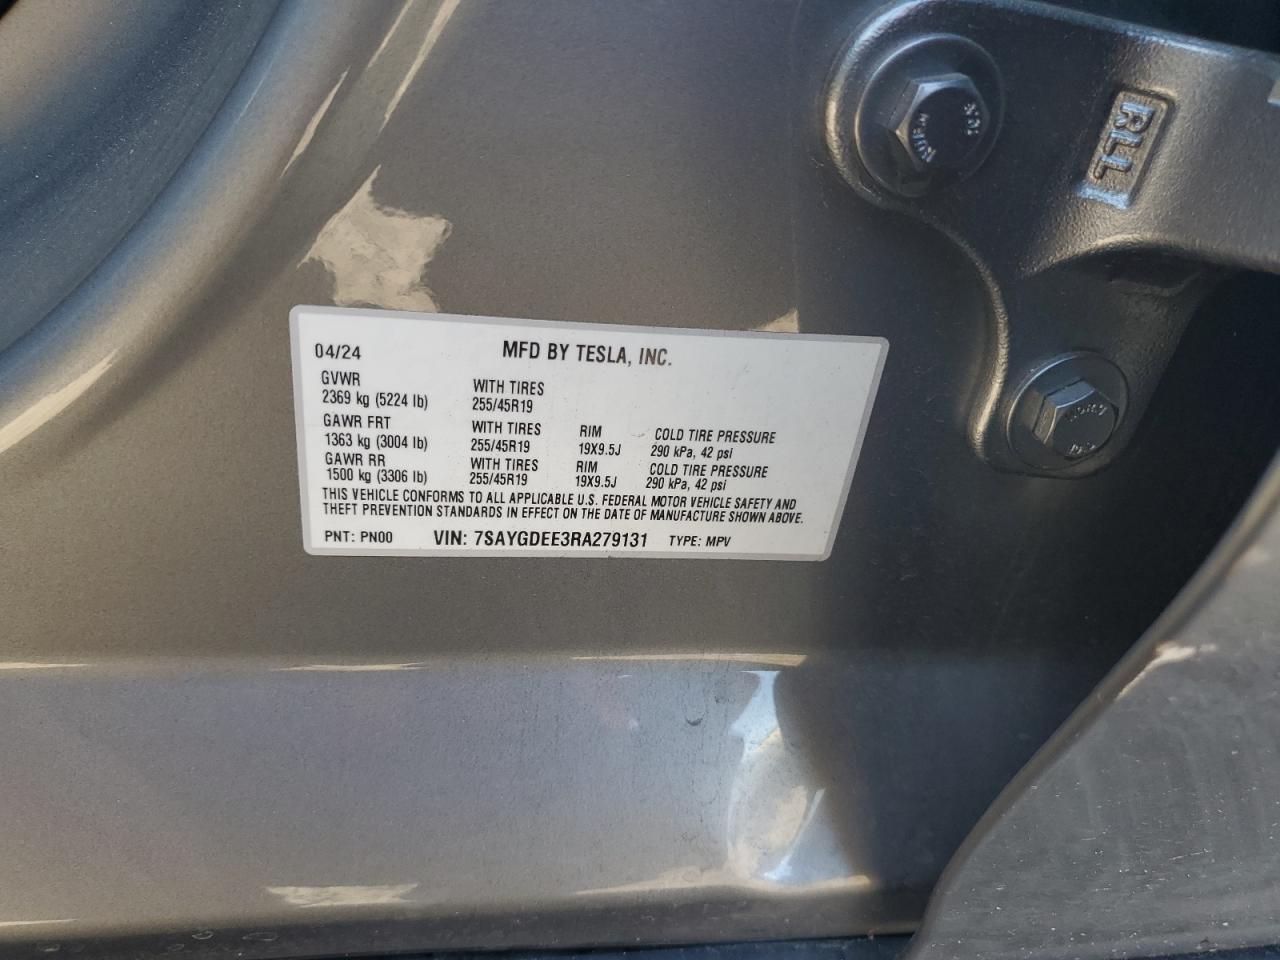 04/24 MFD BY TESLA, INC.
GVWR WITH TIRES
2369 kg (5224 lb) 255/45R19
GAWR FRT WITH TIRES RIM COLD TIRE PRESSURE
1363 kg (3004 lb) 255/45R19 19X9.5J 290 kPa, 42 psi
GAWR RR WITH TIRES RIM COLD TIRE PRESSURE
1500 kg (3306 lb) 255/45R19 19X9.5J 290 kPa, 42 psi
THIS VEHICLE CONFORMS TO ALL APPLICABLE U.S. FEDERAL MOTOR VEHICLE SAFETY AND
THEFT PREVENTION STANDARDS IN EFFECT ON THE DATE OF MANUFACTURE SHOWN ABOVE.
PNT: PN00 VIN: 7SAYGDEE3RA279131 TYPE: MPV
RLL